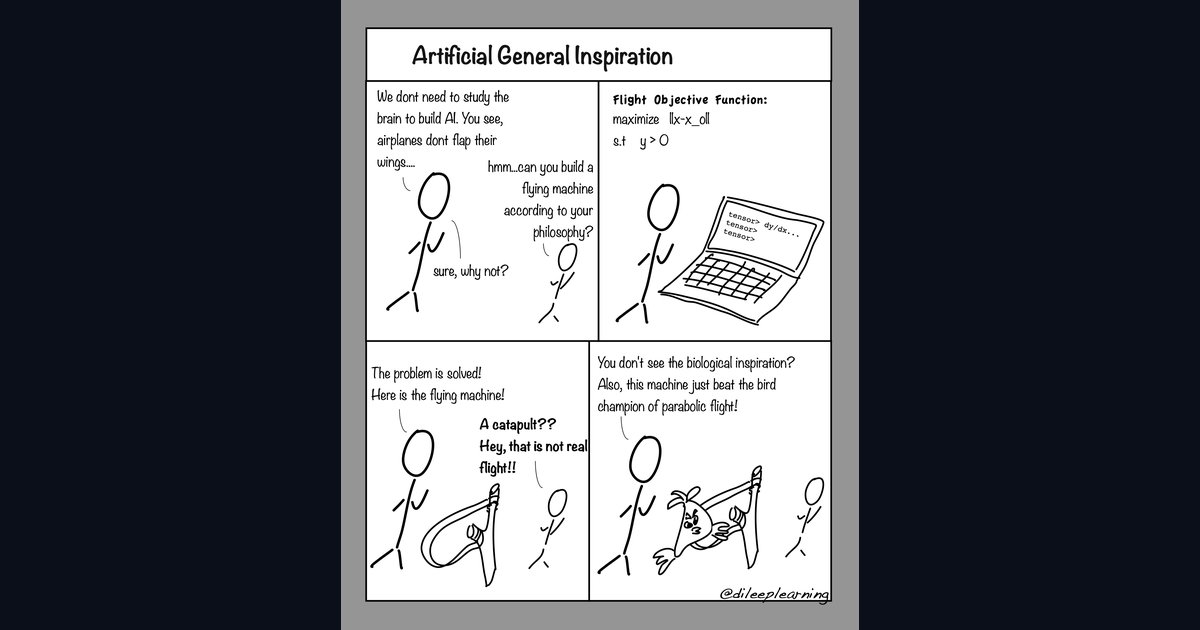 Artificial General Inspiration
We dont need to study the
brain to build AI. You see,
airplanes dont flap their
wings....
hmm...can you build a
flying machine
according to your
philosophy?
sure, why not?
Flight Objective Function:
maximize ||x-x_o||
s.t y > 0
tensor> dy/dx...
tensor>
tensor>
The problem is solved!
Here is the flying machine!
A catapult??
Hey, that is not real
flight!!
You don't see the biological inspiration?
Also, this machine just beat the bird
champion of parabolic flight!
@dileeplearning